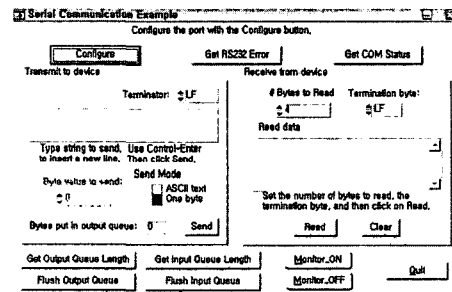 Serial Communication Example
Configure the port with the Configure button.
Configure
Get RS232 Error
Get COM Status
Transmit to device
Receive from device
Terminator: LF
# Bytes to Read
Termination byte:
4
LF
Read data
Type string to send. Use Control-Enter
to insert a new line. Then click Send.
Send Mode
Byte value to send:
ASCII text
0
One byte
Set the number of bytes to read, the
termination byte, and then click on Read.
Bytes put in output queue: 0
Send
Read
Clear
Get Output Queue Length
Get Input Queue Length
Monitor_ON
Quit
Flush Output Queue
Flush Input Queue
Monitor_OFF